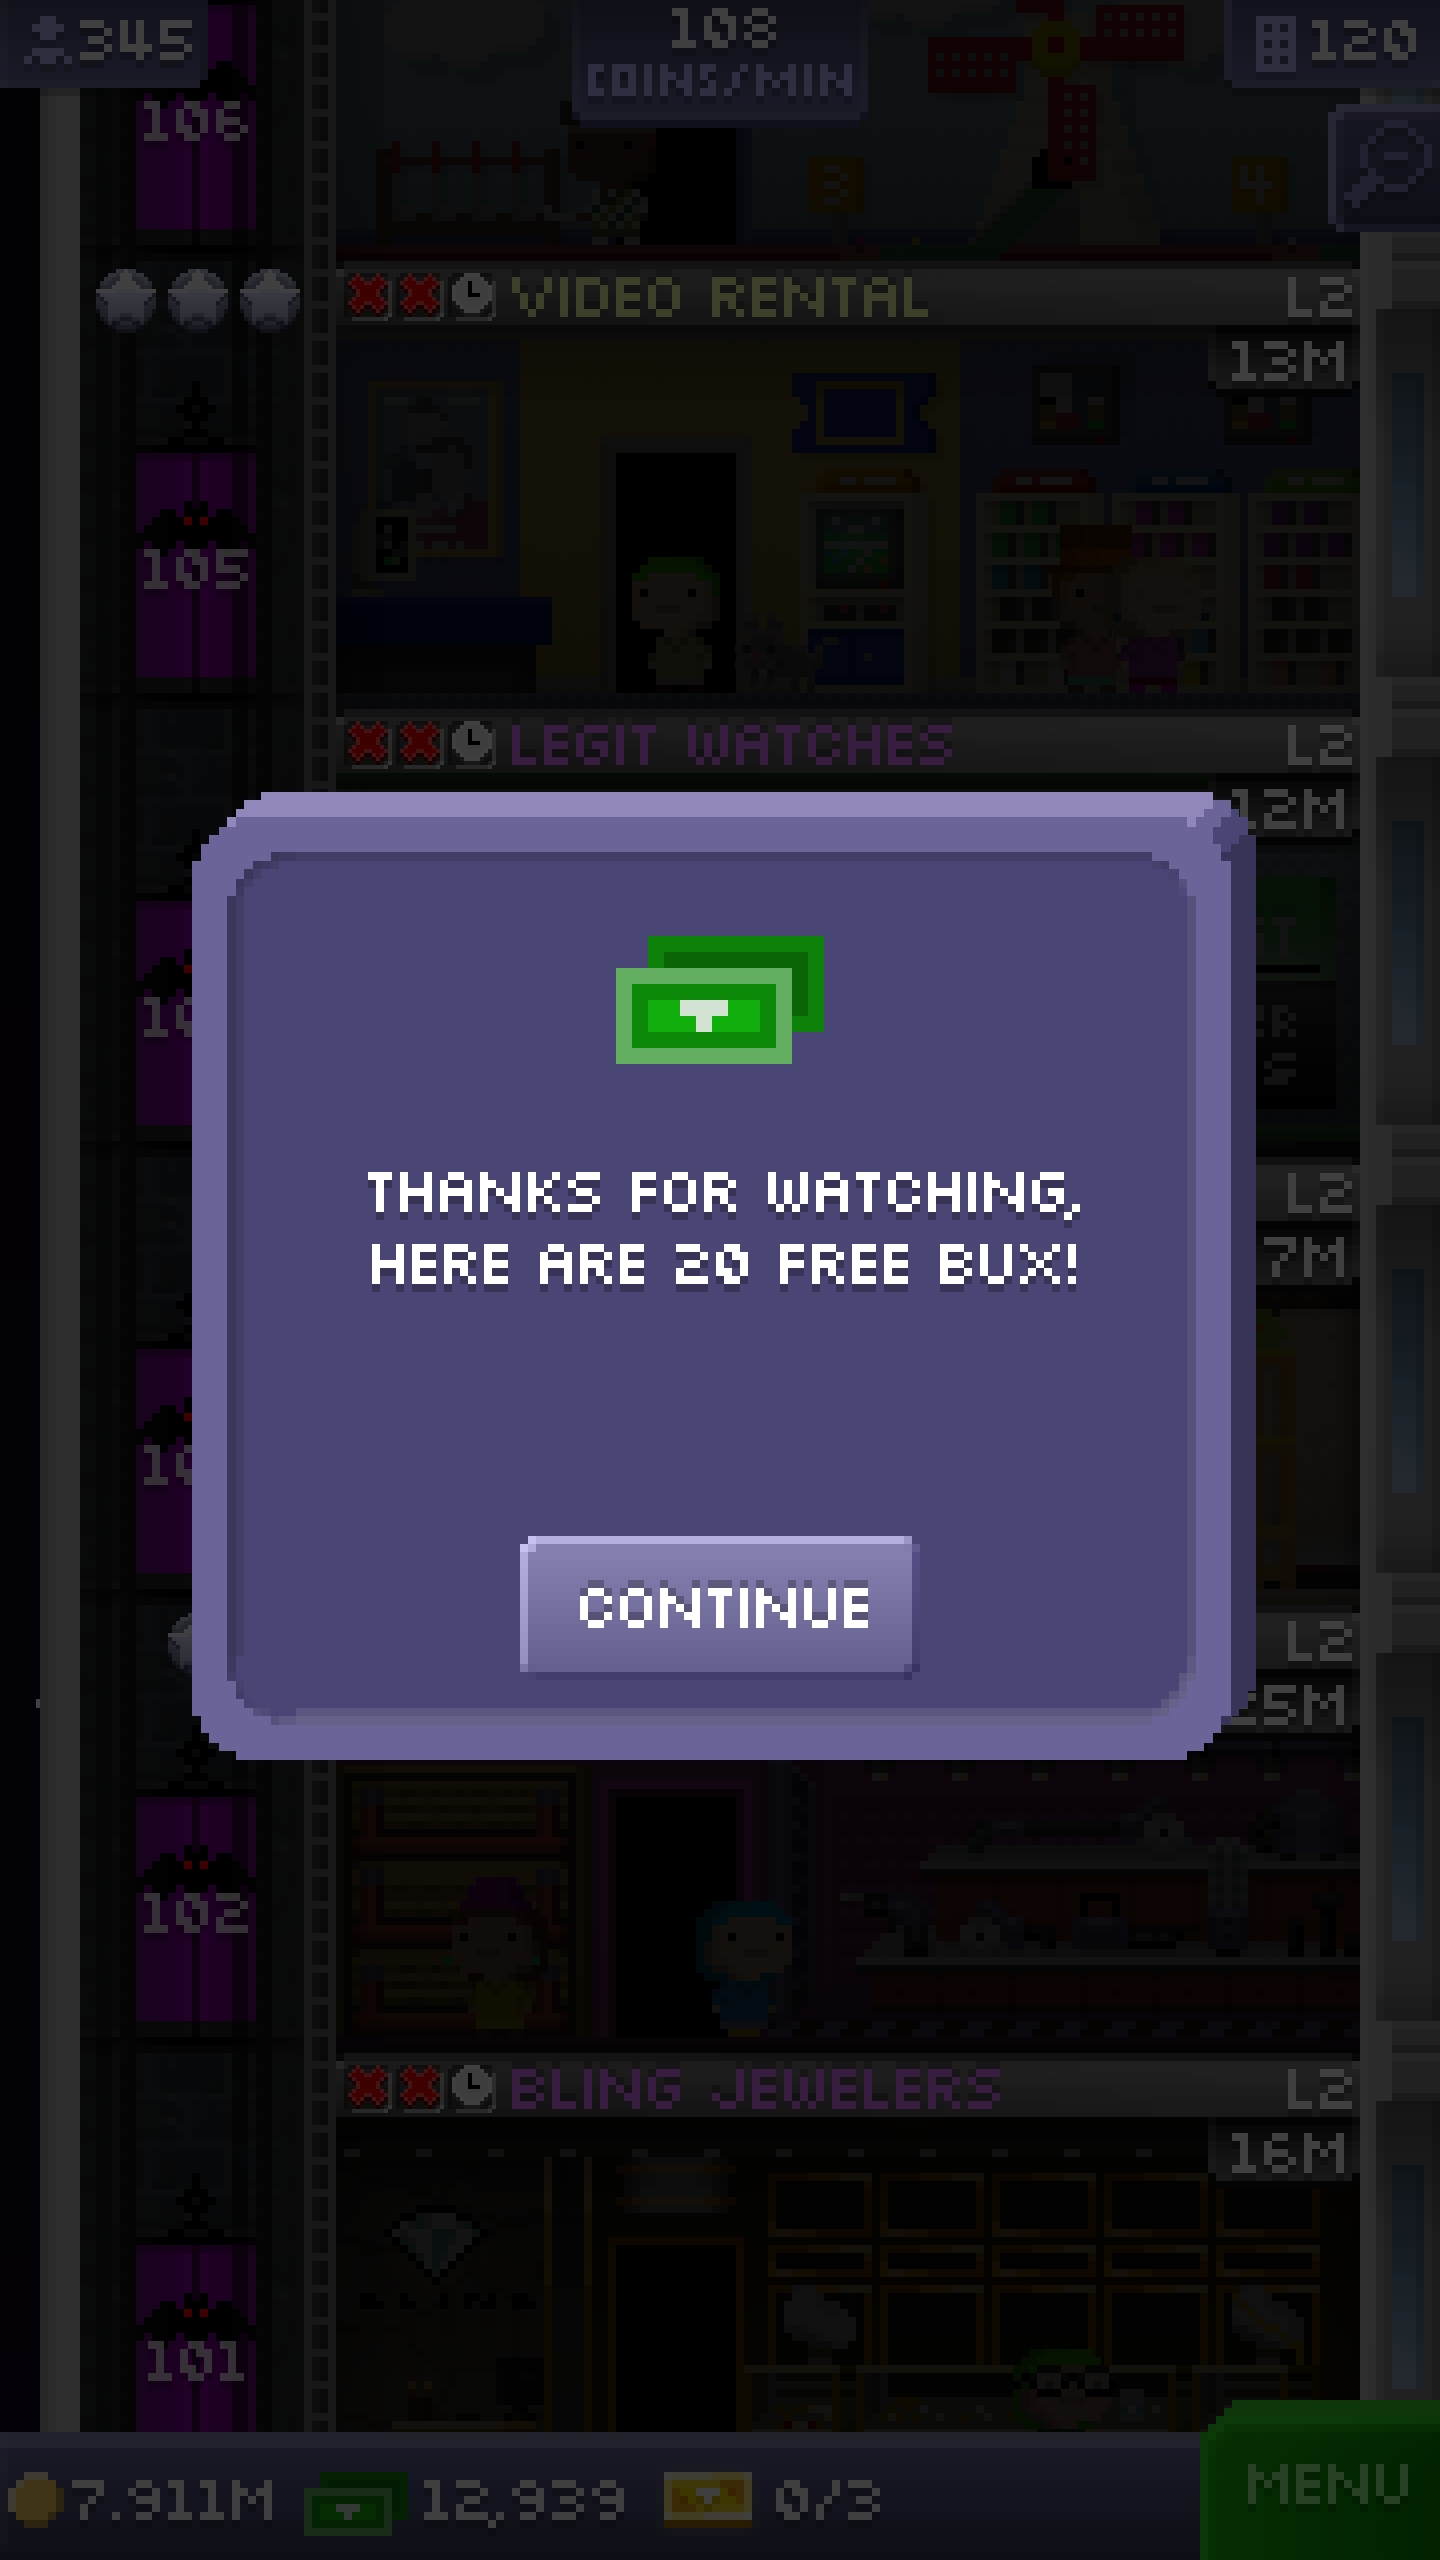 345
108
COINS/MIN
120
106
3
4
VIDEO RENTAL
L2
13M
105
LEGIT WATCHES
L2
12M
THANKS FOR WATCHING,
HERE ARE 20 FREE BUX!
L2
7M
CONTINUE
L2
25M
102
BLING JEWELERS
L2
16M
101
7.911M
12,939
0/3
MENU